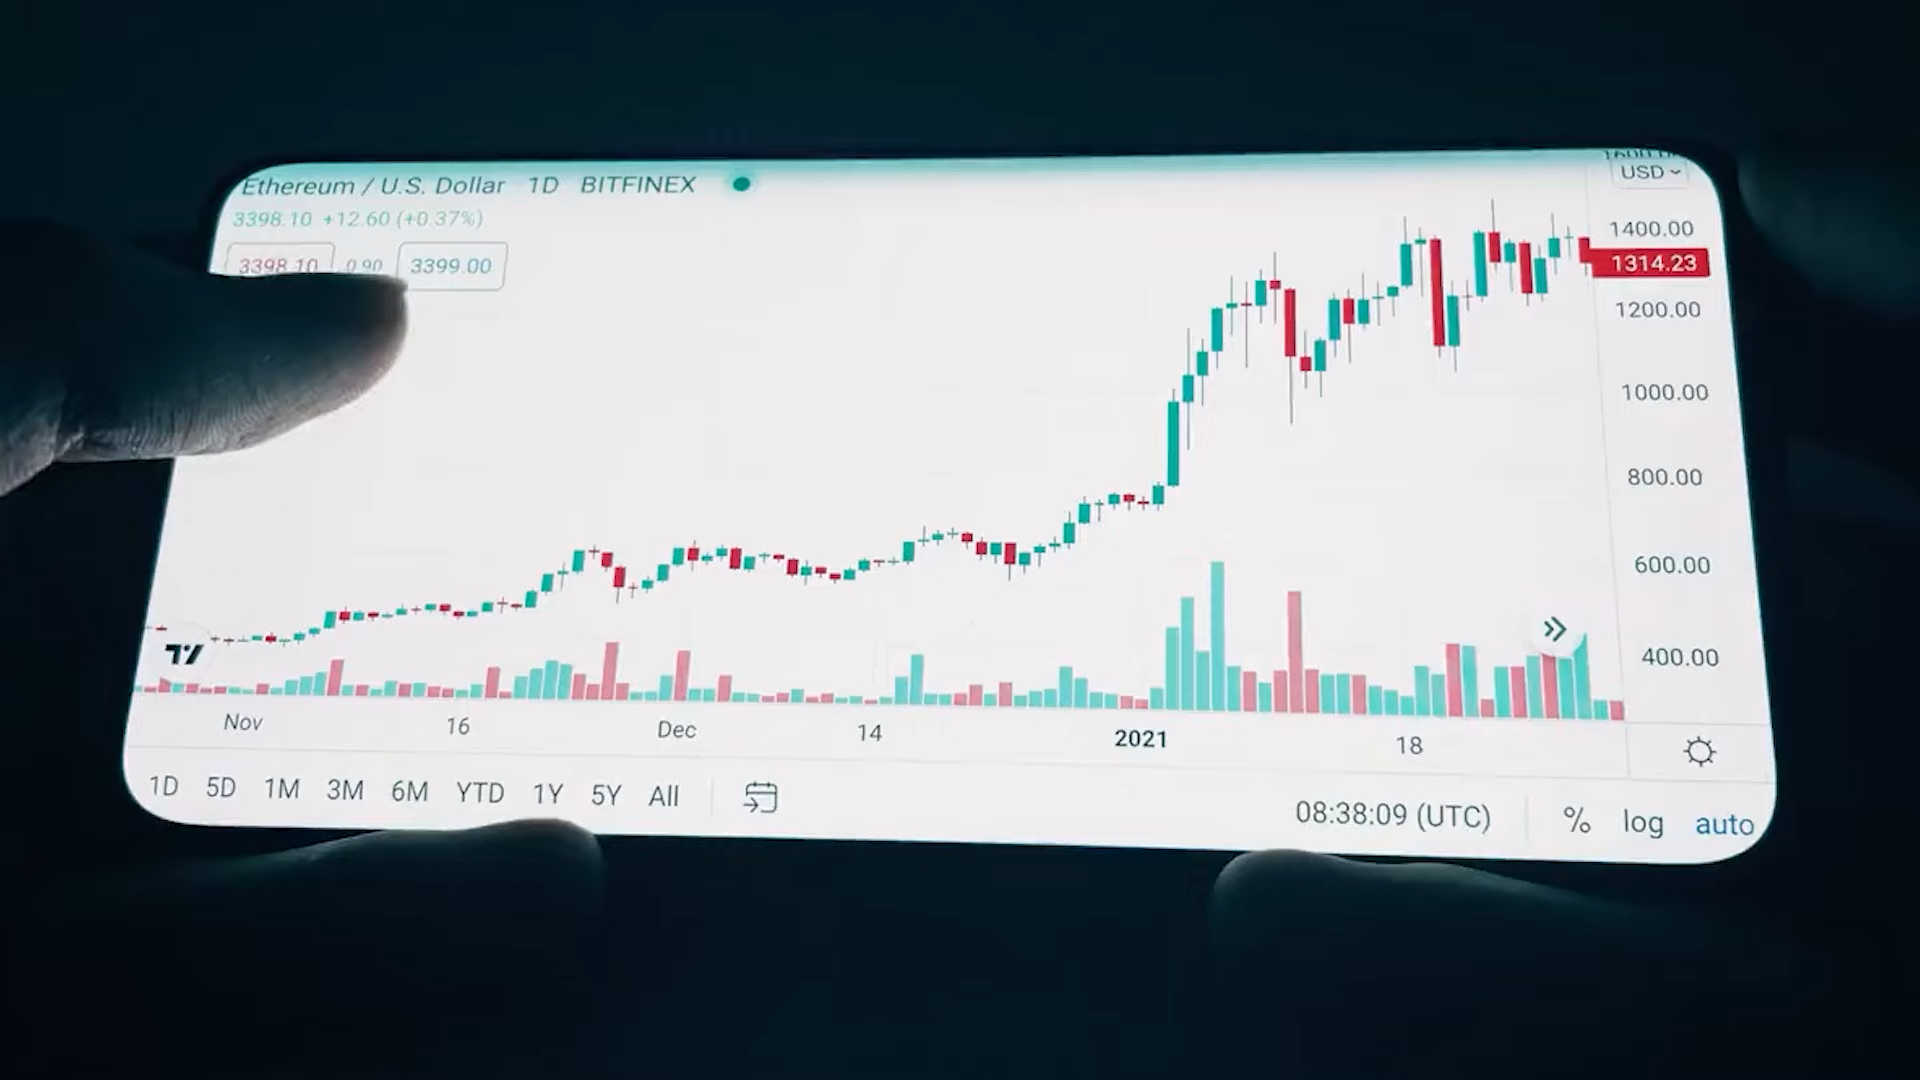 Ethereum / U.S. Dollar 1D BITFINEX
USD
3398.10 +12.60 (+0.37%)
3398.10 0.90 3399.00
1400.00
1314.23
1200.00
1000.00
800.00
600.00
400.00
Nov 16 Dec 14 2021 18
1D 5D 1M 3M 6M YTD 1Y 5Y All
08:38:09 (UTC) % log auto